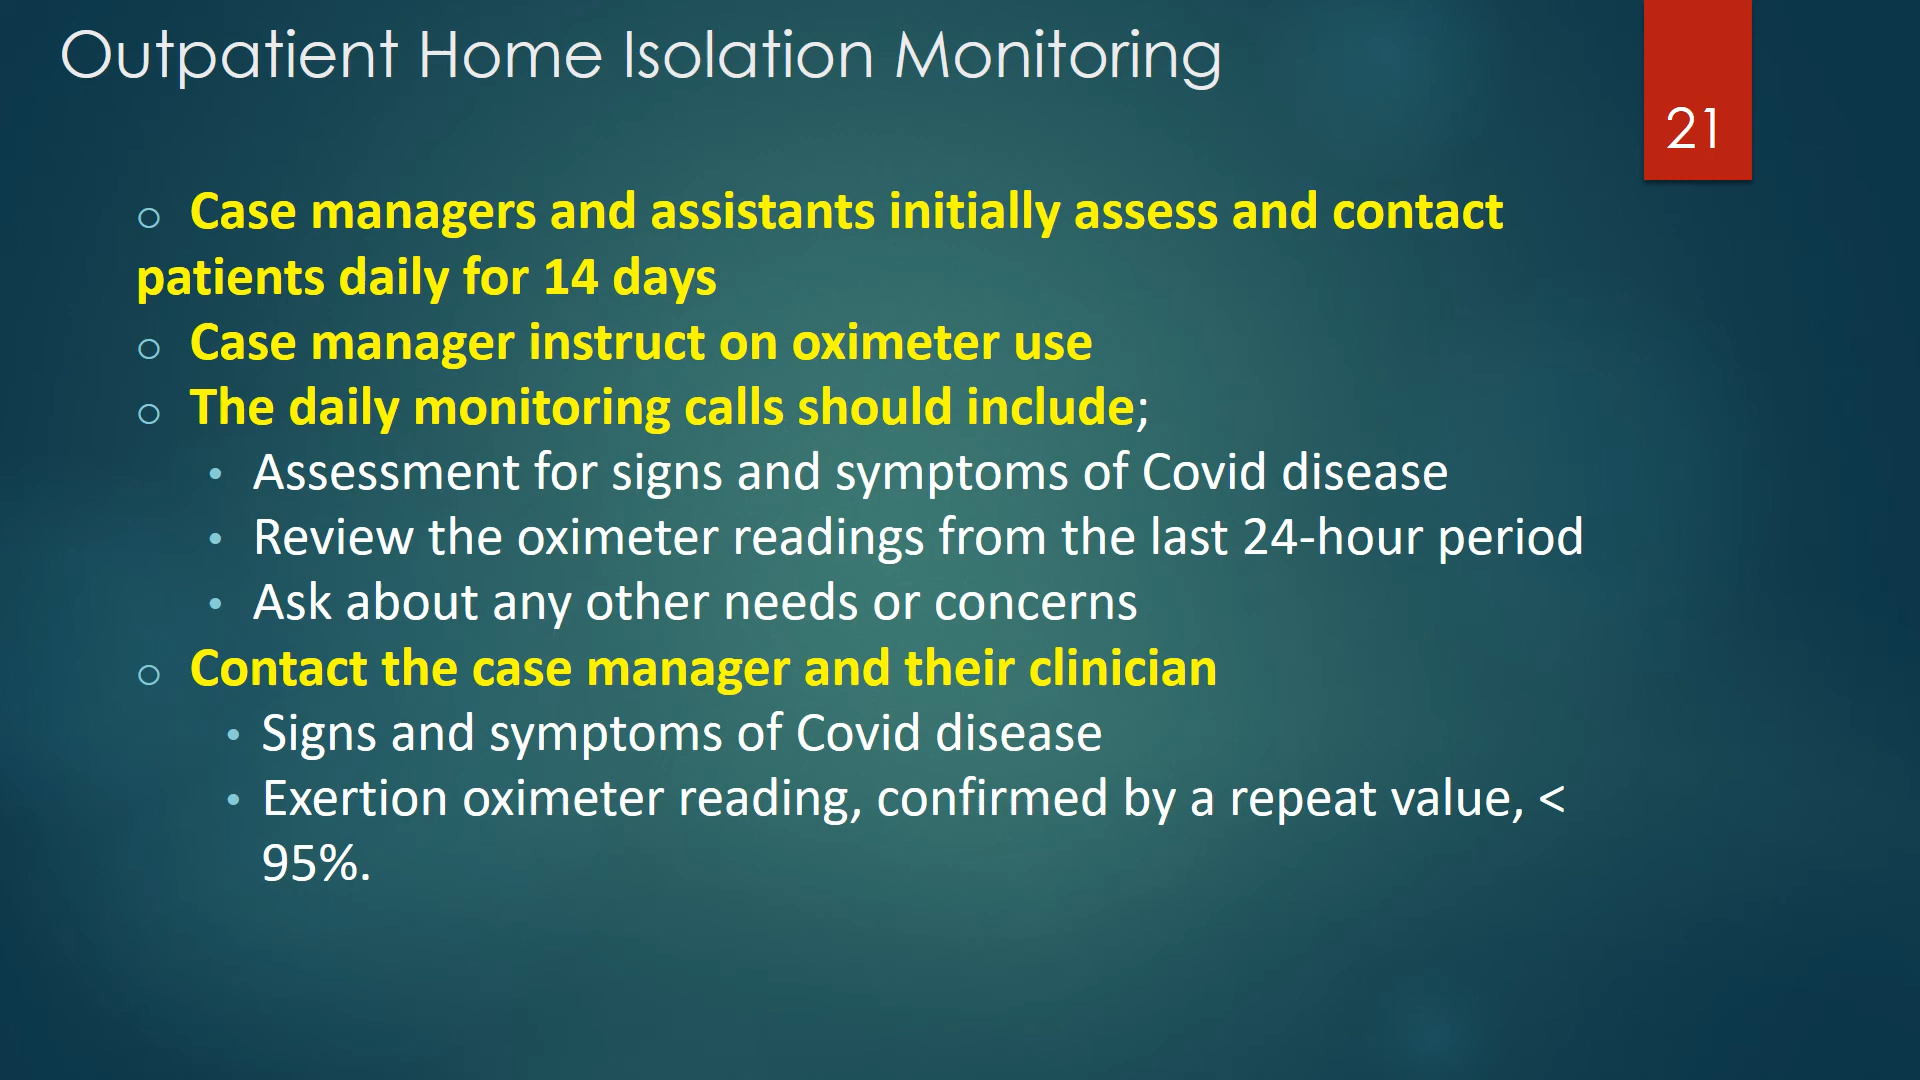 Outpatient Home Isolation Monitoring
21
o Case managers and assistants initially assess and contact
patients daily for 14 days
o Case manager instruct on oximeter use
o The daily monitoring calls should include;
• Assessment for signs and symptoms of Covid disease
• Review the oximeter readings from the last 24-hour period
• Ask about any other needs or concerns
o Contact the case manager and their clinician
• Signs and symptoms of Covid disease
• Exertion oximeter reading, confirmed by a repeat value, <
95%.